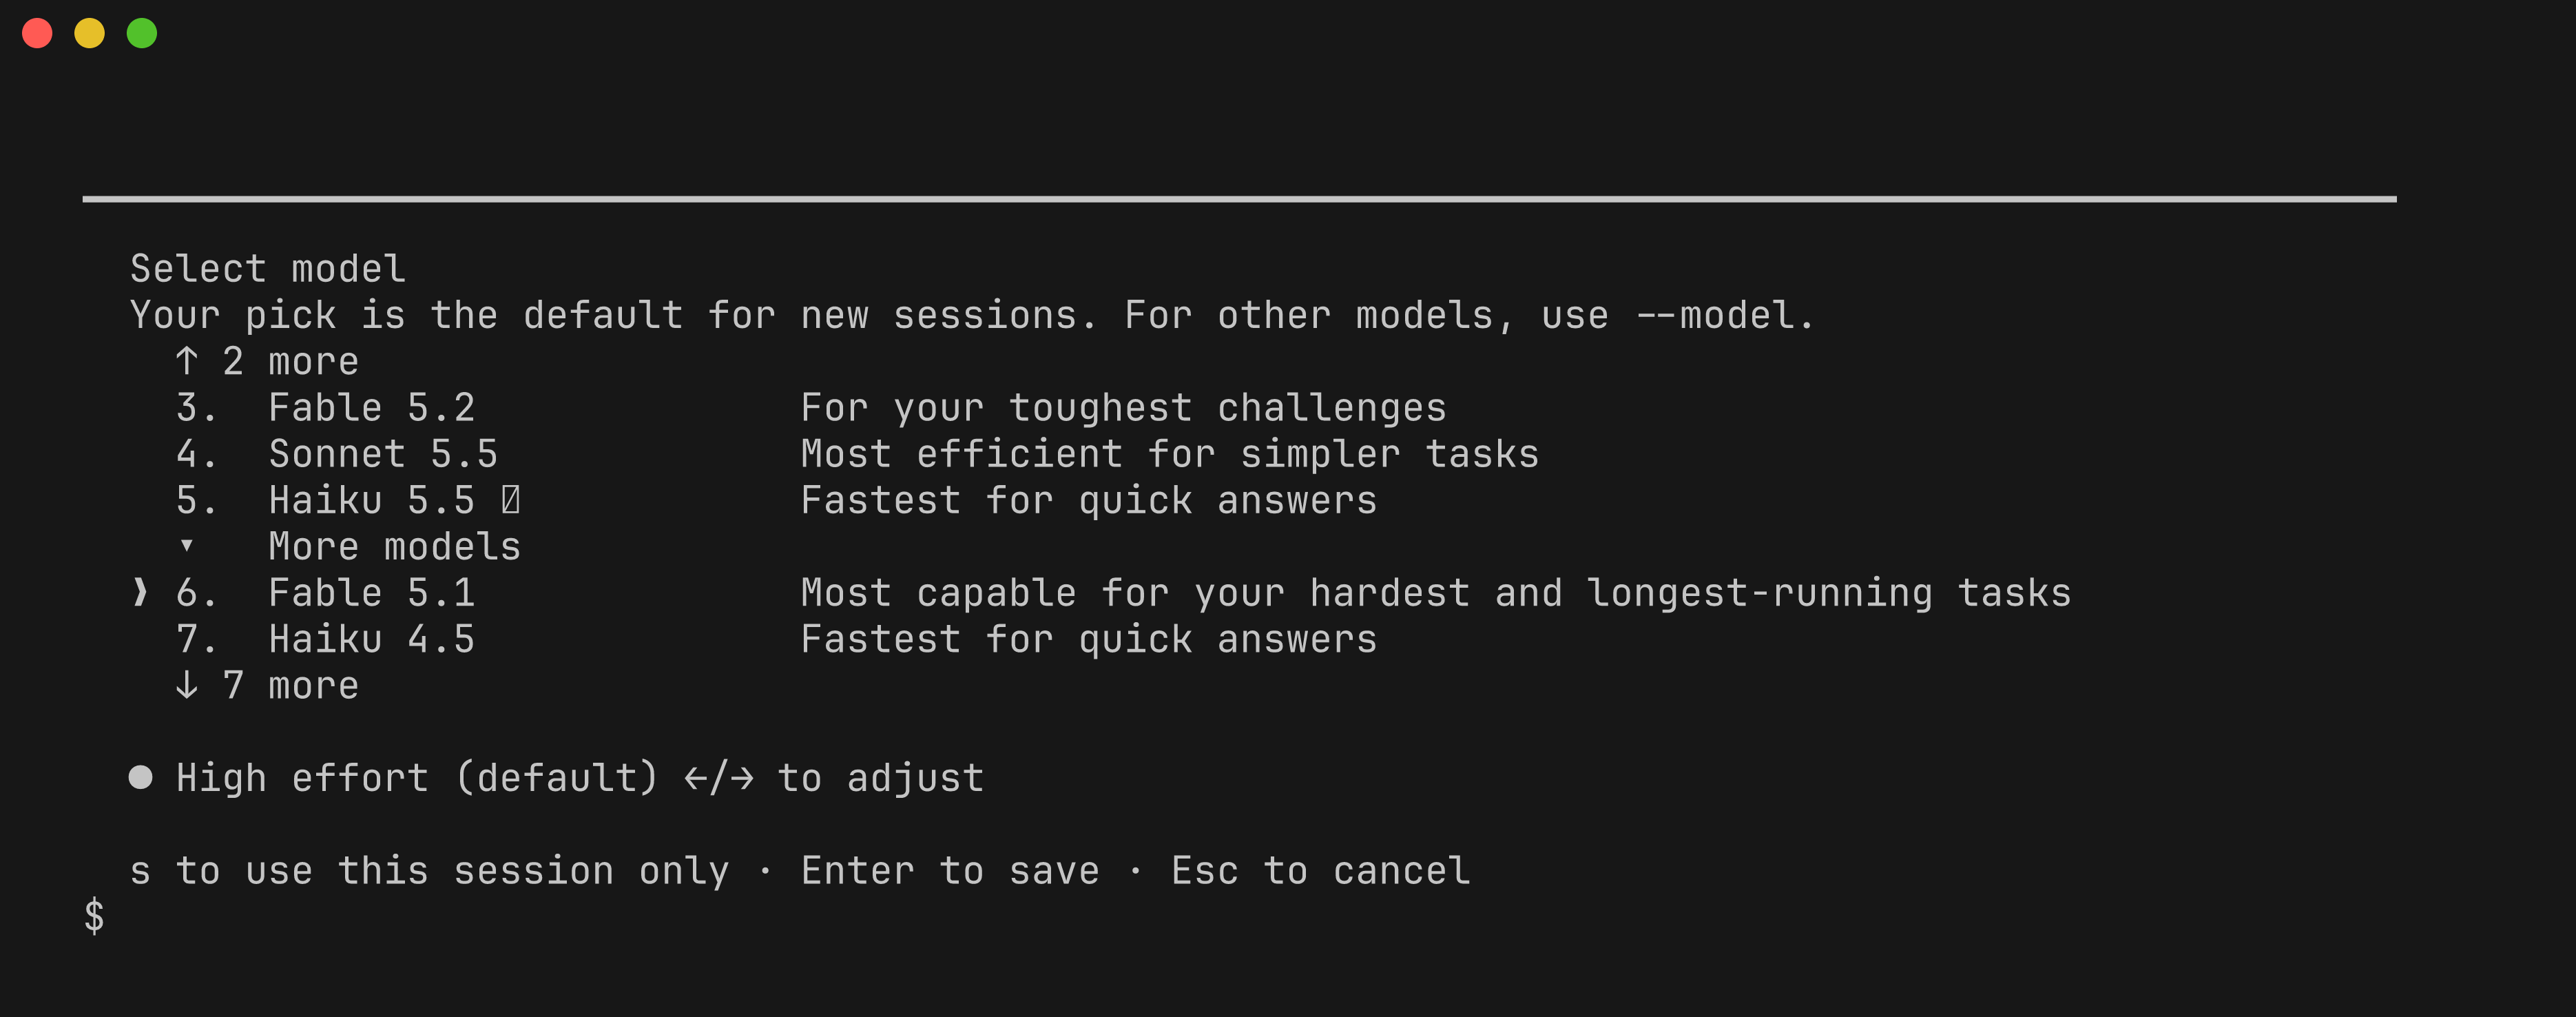 Select model
Your pick is the default for new sessions. For other models, use --model.
↑ 2 more
3. Fable 5.2 For your toughest challenges
4. Sonnet 5.5 Most efficient for simpler tasks
5. Haiku 5.5 Fastest for quick answers
▾ More models
❯ 6. Fable 5.1 Most capable for your hardest and longest-running tasks
7. Haiku 4.5 Fastest for quick answers
↓ 7 more
● High effort (default) ←/→ to adjust
s to use this session only · Enter to save · Esc to cancel
$